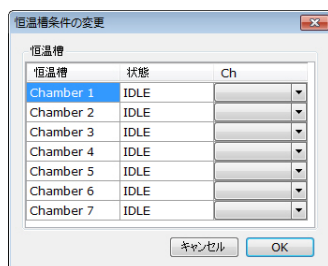 恒温槽条件の変更
恒温槽
恒温槽 状態 Ch
Chamber 1 IDLE
Chamber 2 IDLE
Chamber 3 IDLE
Chamber 4 IDLE
Chamber 5 IDLE
Chamber 6 IDLE
Chamber 7 IDLE
キャンセル OK